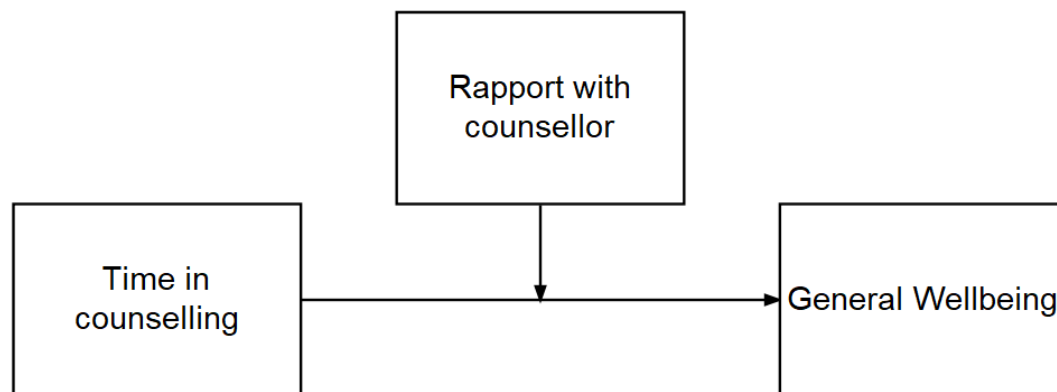 Rapport with
counsellor
Time in
counselling
General Wellbeing